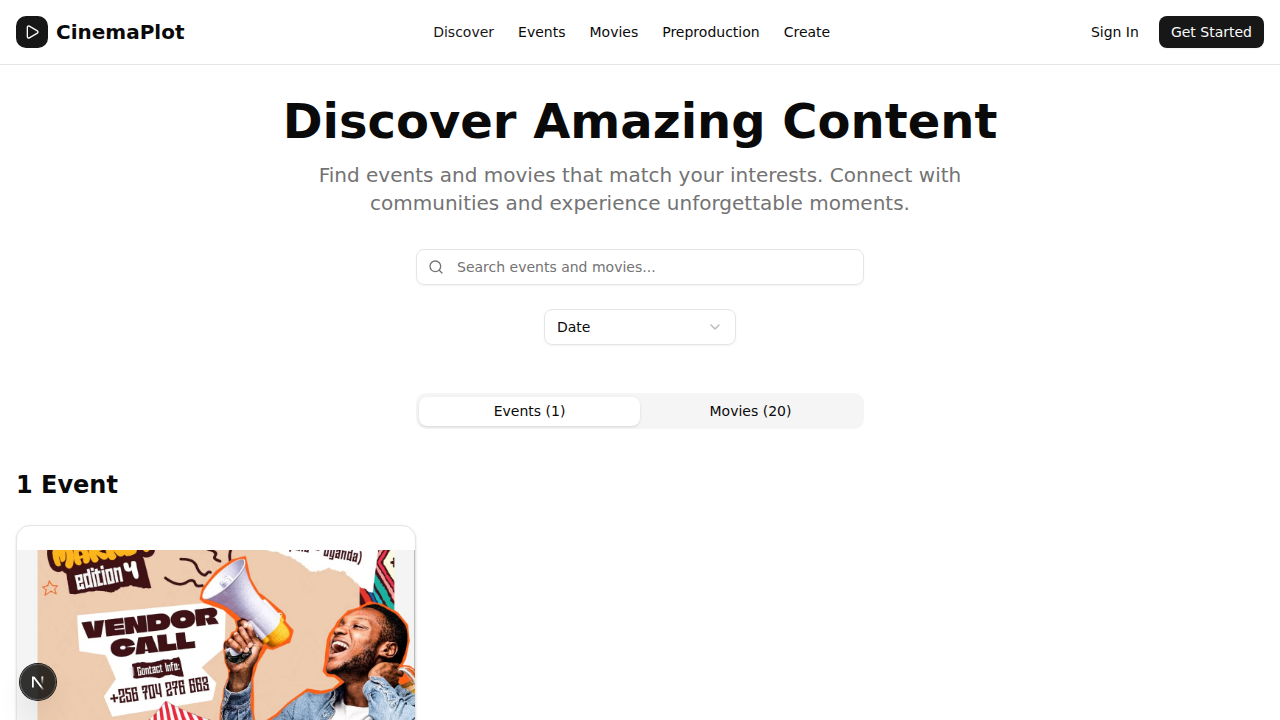 CinemaPlot
Discover
Events
Movies
Preproduction
Create
Sign In
Get Started
Discover Amazing Content
Find events and movies that match your interests. Connect with
communities and experience unforgettable moments.
Search events and movies...
Date
Events (1)
Movies (20)
1 Event
edition 4
Uganda)
VENDOR
CALL
Contact Info:
+256 704 276 663
N